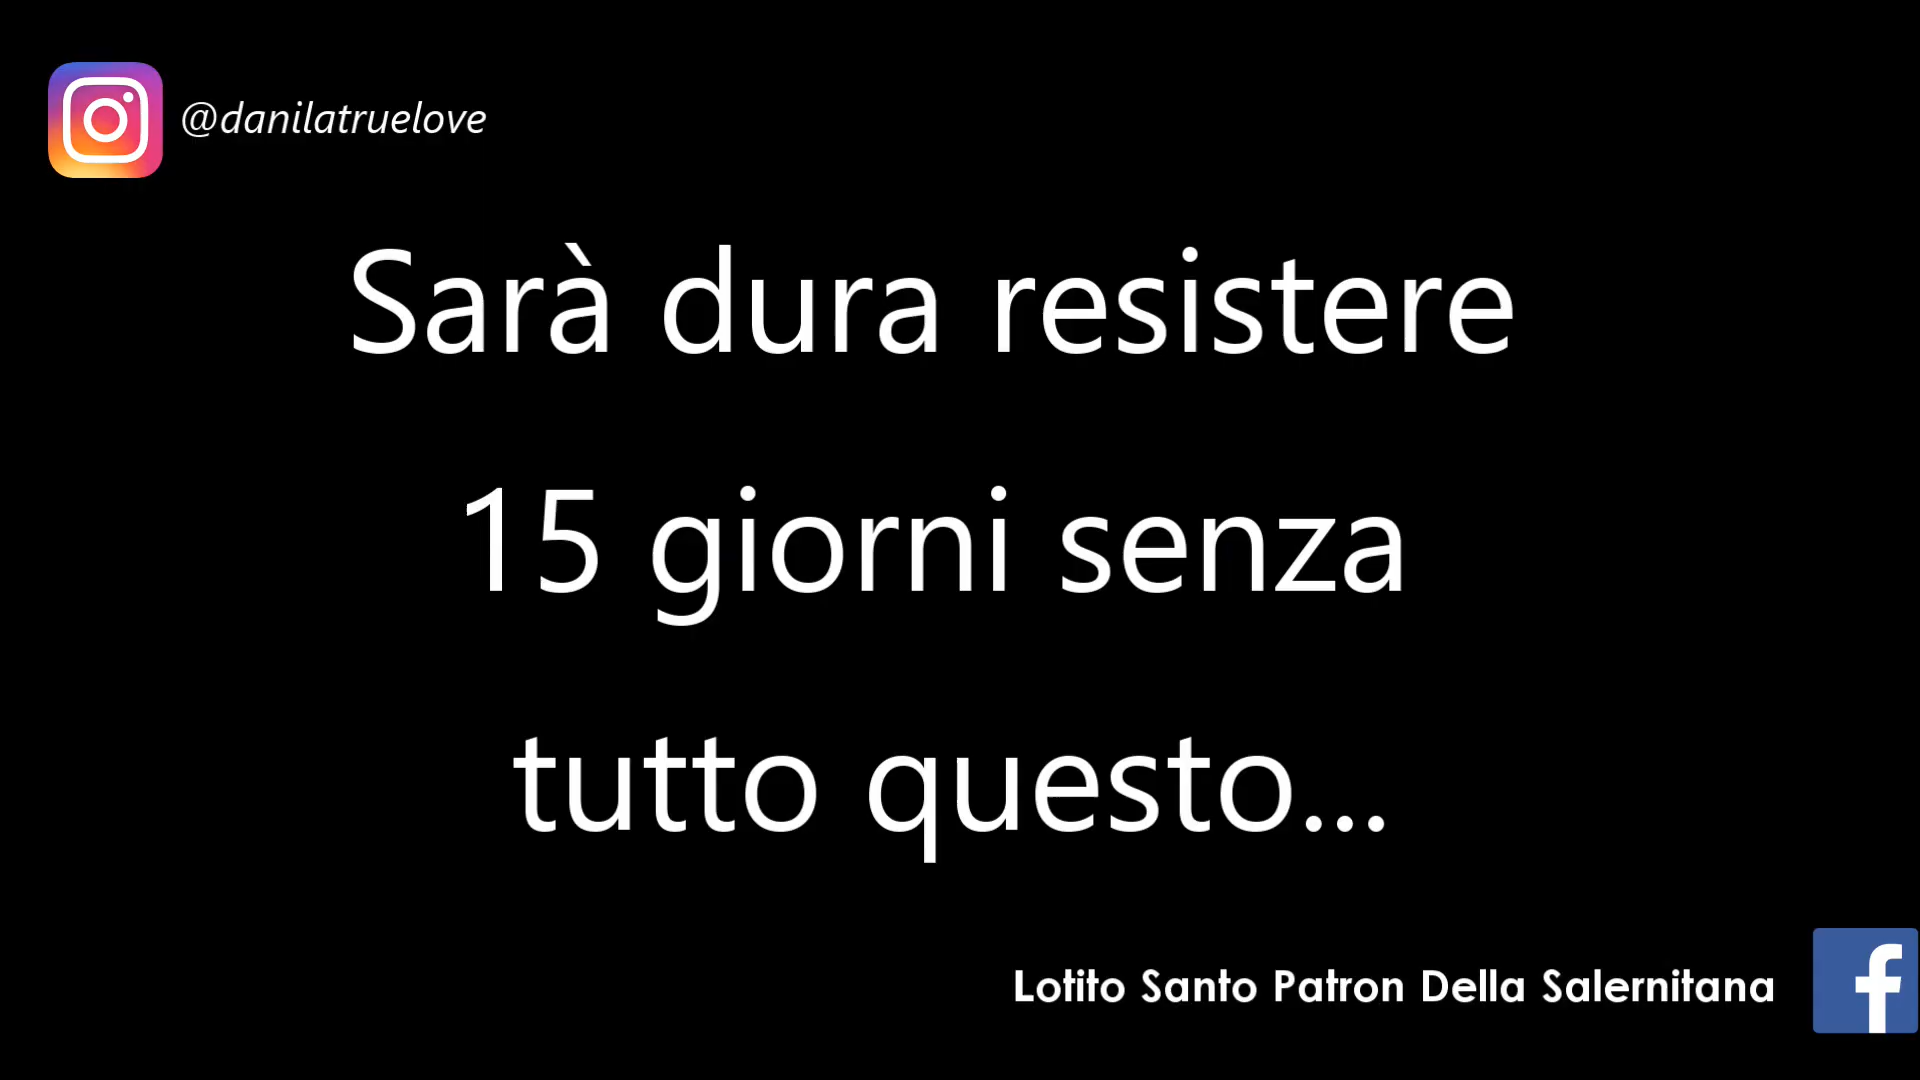 @danilatruelove
Sarà dura resistere
15 giorni senza
tutto questo...
Lotito Santo Patron Della Salernitana